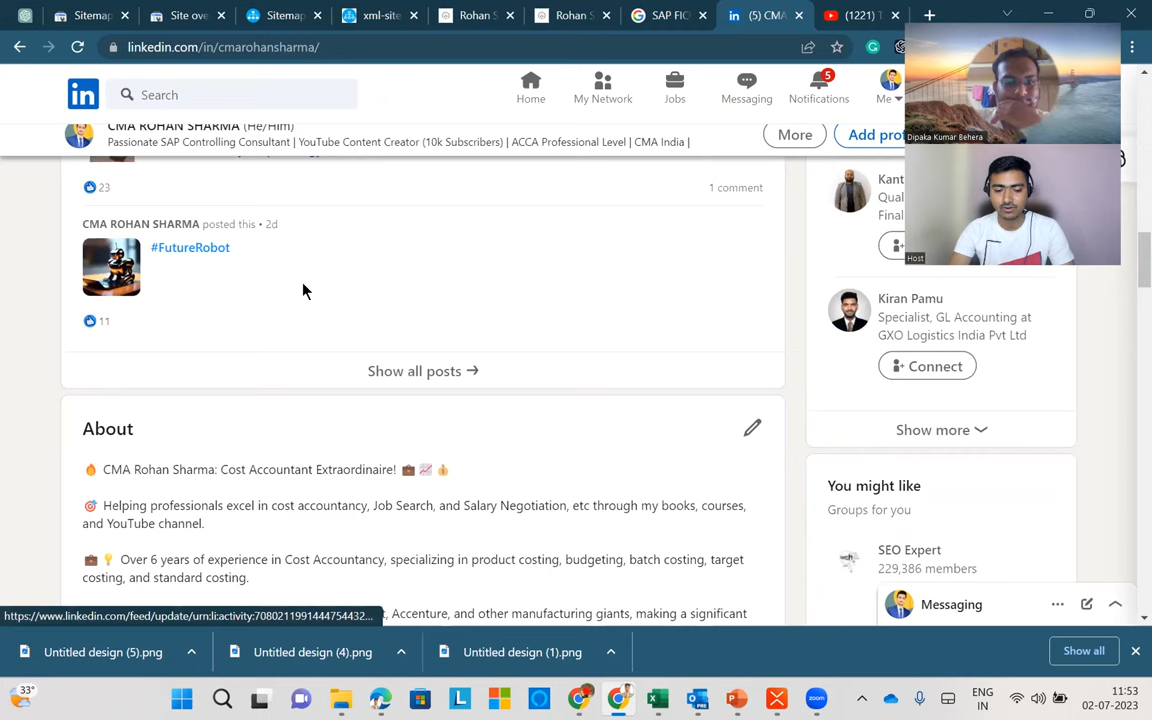 Sitemap
Site ove
Sitemap
xml-site
Rohan S
Rohan S
SAP FIC
(5) CMA
(1221) T
linkedin.com/in/cmarohansharma/
in
Search
Home
My Network
Jobs
Messaging
5
Notifications
Me
CMA ROHAN SHARMA (He/Him)
Passionate SAP Controlling Consultant | YouTube Content Creator (10k Subscribers) | ACCA Professional Level | CMA India |
More
Add prof
Dipaka Kumar Behera
Host
23
1 comment
CMA ROHAN SHARMA posted this • 2d
#FutureRobot
11
Show all posts →
Kant
Qual
Final
Kiran Pamu
Specialist, GL Accounting at
GXO Logistics India Pvt Ltd
Connect
Show more
About
🔥 CMA Rohan Sharma: Cost Accountant Extraordinaire! 💼 📈 💰
🎯 Helping professionals excel in cost accountancy, Job Search, and Salary Negotiation, etc through my books, courses,
and YouTube channel.
💼 💡 Over 6 years of experience in Cost Accountancy, specializing in product costing, budgeting, batch costing, target
costing, and standard costing.
, Accenture, and other manufacturing giants, making a significant
You might like
Groups for you
SEO Expert
229,386 members
Messaging
https://www.linkedin.com/feed/update/urn:li:activity:7080211991444754432...
Untitled design (5).png
Untitled design (4).png
Untitled design (1).png
Show all
33°
L
zoom
ENG
IN
11:53
02-07-2023